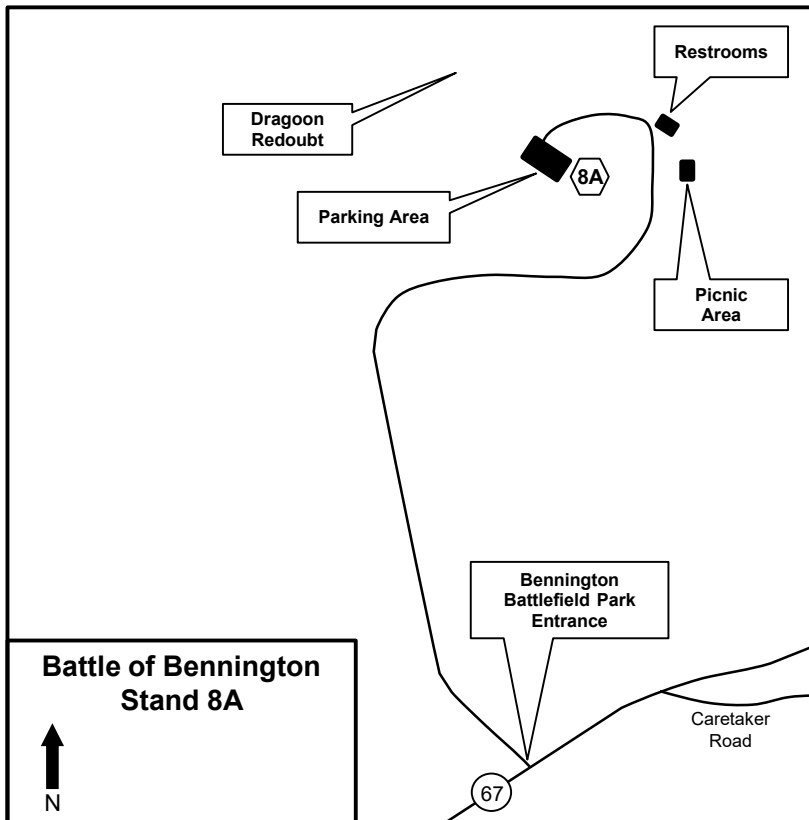 Restrooms
Dragoon
Redoubt
8A
Parking Area
Picnic
Area
Bennington
Battlefield Park
Entrance
Battle of Bennington
Stand 8A
N
Caretaker
Road
67